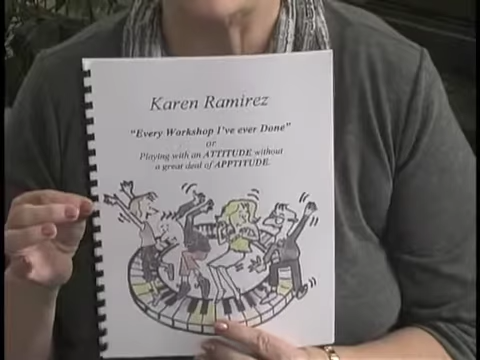 Karen Ramirez
"Every Workshop I've ever Done"
or
Playing with an ATTITUDE without
a great deal of APPTITUDE.